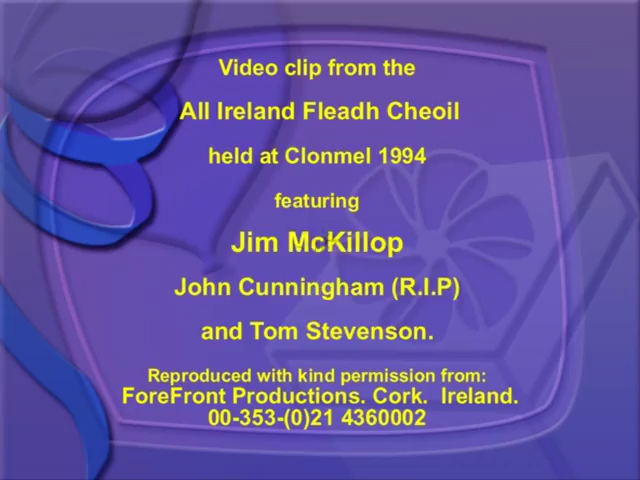 Video clip from the
All Ireland Fleadh Cheoil
held at Clonmel 1994
featuring
Jim McKillop
John Cunningham (R.I.P)
and Tom Stevenson.
Reproduced with kind permission from:
ForeFront Productions. Cork. Ireland.
00-353-(0)21 4360002